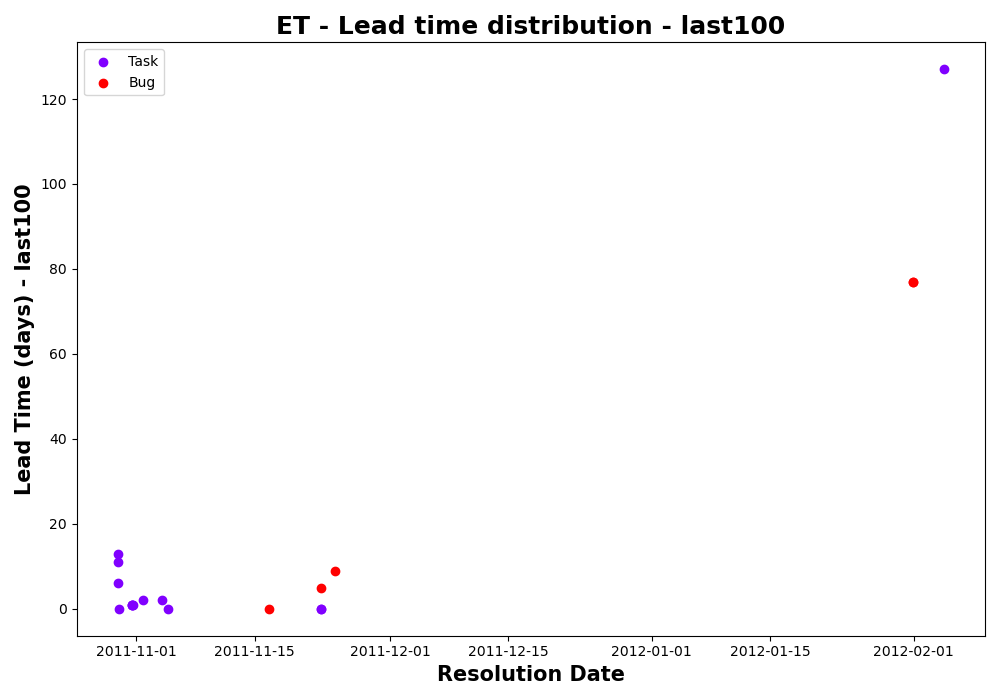 ET - Lead time distribution - last100
Task
Bug
Lead Time (days) - last100
120
100
80
60
40
20
0
2011-11-01
2011-11-15
2011-12-01
2011-12-15
2012-01-01
2012-01-15
2012-02-01
Resolution Date